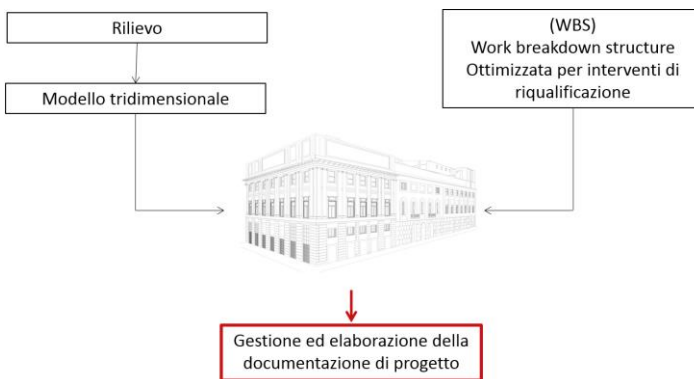 Rilievo
Modello tridimensionale
(WBS)
Work breakdown structure
Ottimizzata per interventi di
riqualificazione
Gestione ed elaborazione della
documentazione di progetto